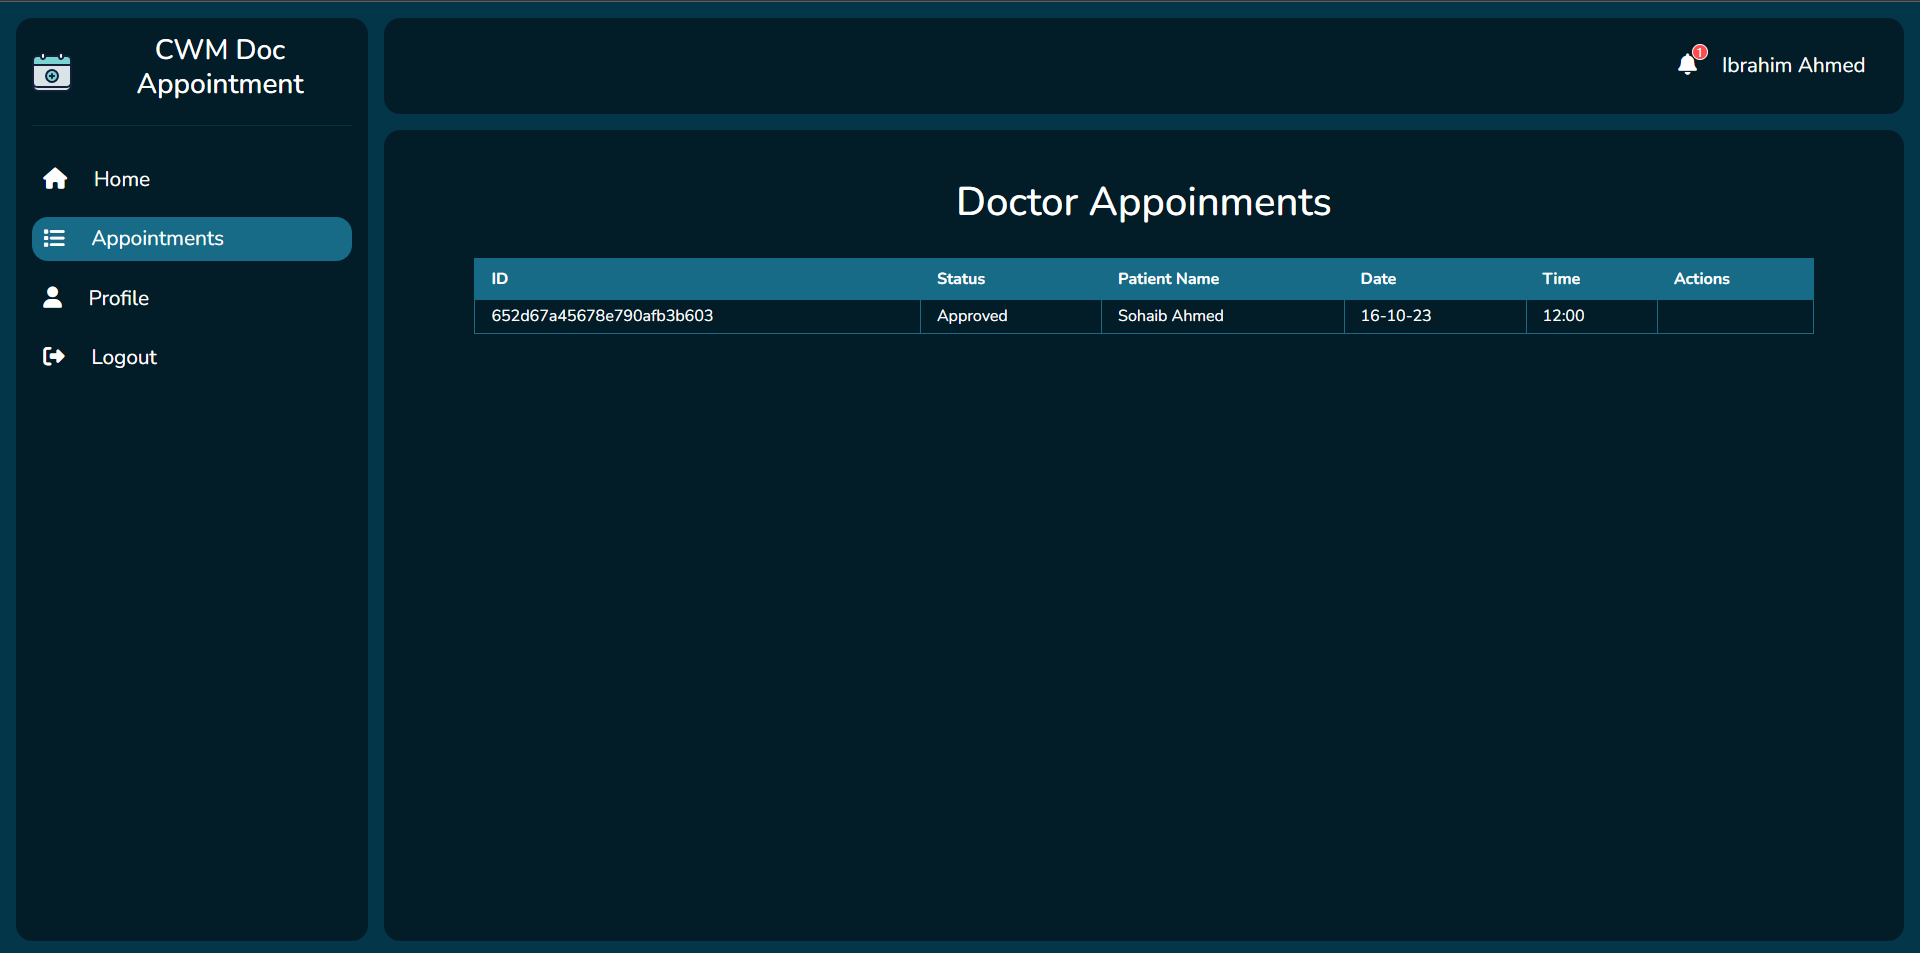 CWM Doc
Appointment
Home
Appointments
Profile
Logout
1
Ibrahim Ahmed
Doctor Appoinments
ID Status Patient Name Date Time Actions
652d67a45678e790afb3b603 Approved Sohaib Ahmed 16-10-23 12:00